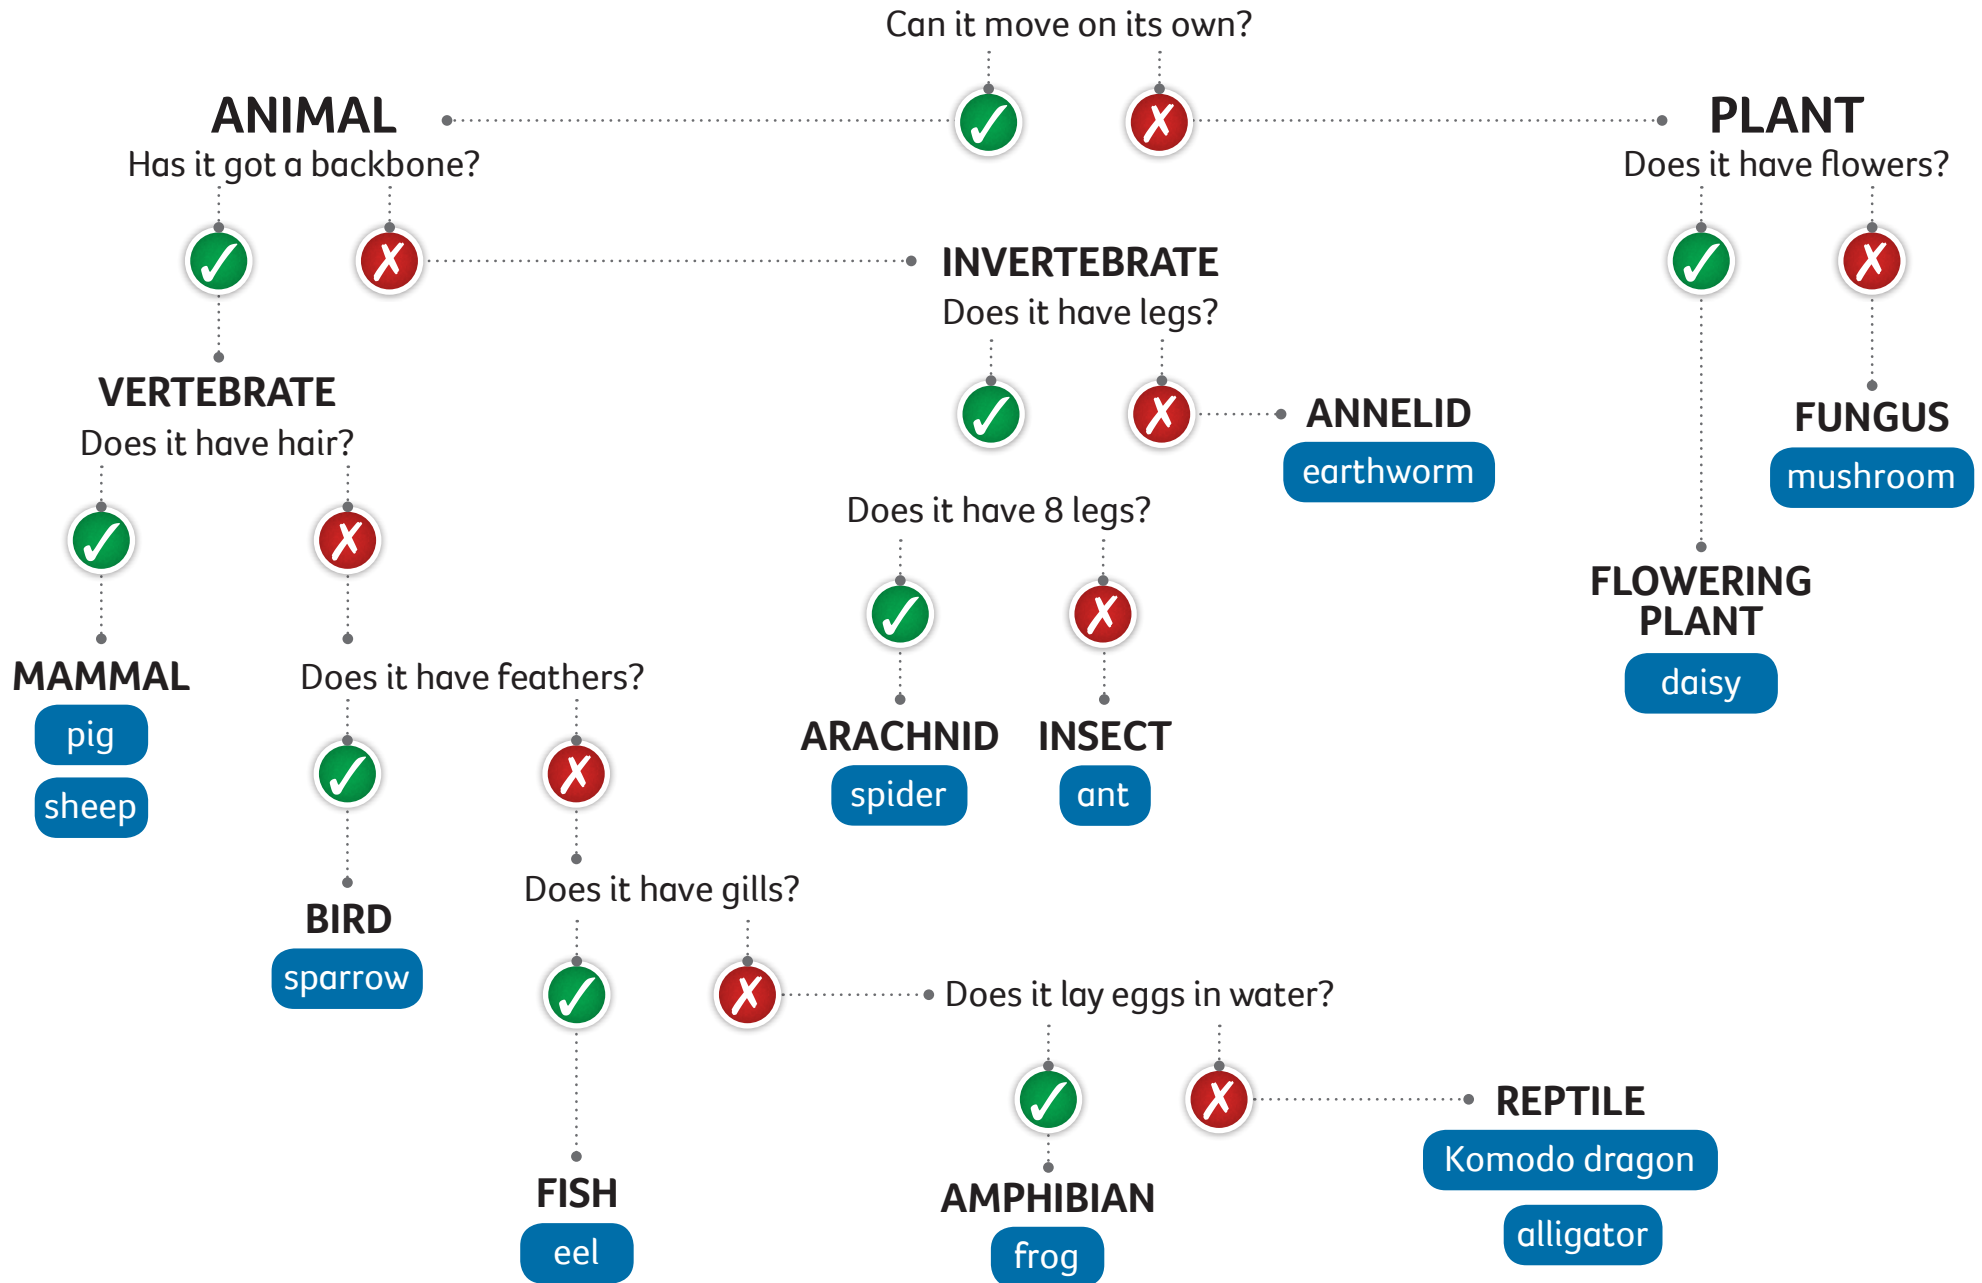 Can it move on its own?
ANIMAL
PLANT
Has it got a backbone?
Does it have flowers?
INVERTEBRATE
Does it have legs?
VERTEBRATE
ANNELID
FUNGUS
Does it have hair?
earthworm
mushroom
Does it have 8 legs?
FLOWERING
PLANT
MAMMAL
Does it have feathers?
daisy
pig
ARACHNID
INSECT
sheep
spider
ant
Does it have gills?
BIRD
sparrow
Does it lay eggs in water?
REPTILE
Komodo dragon
FISH
AMPHIBIAN
alligator
eel
frog